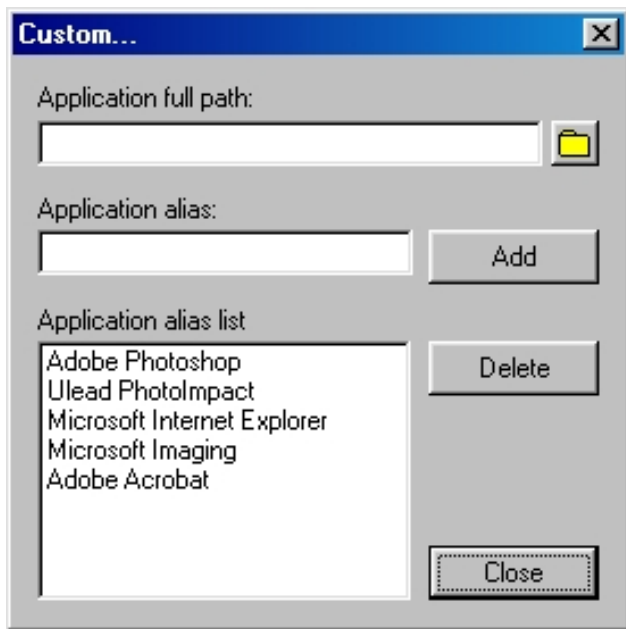 Custom...
Application full path:
Application alias:
Add
Application alias list
Adobe Photoshop
Ulead PhotoImpact
Microsoft Internet Explorer
Microsoft Imaging
Adobe Acrobat
Delete
Close